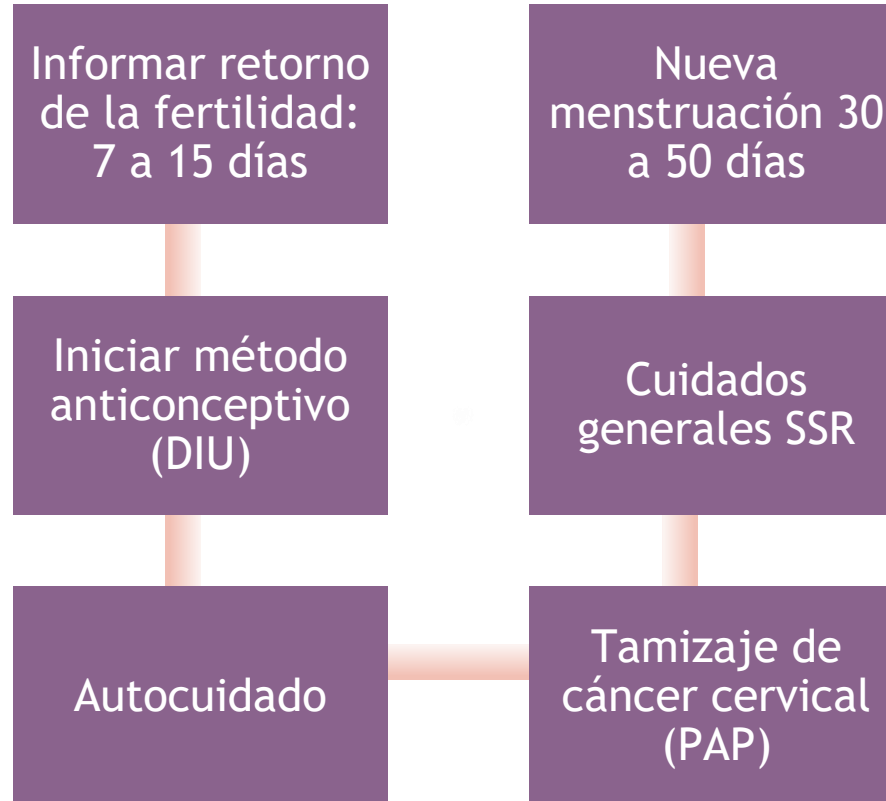 Informar retorno
de la fertilidad:
7 a 15 días
Iniciar método
anticonceptivo
(DIU)
Autocuidado
Tamizaje de
cáncer cervical
(PAP)
Cuidados
generales SSR
Nueva
menstruación 30
a 50 días